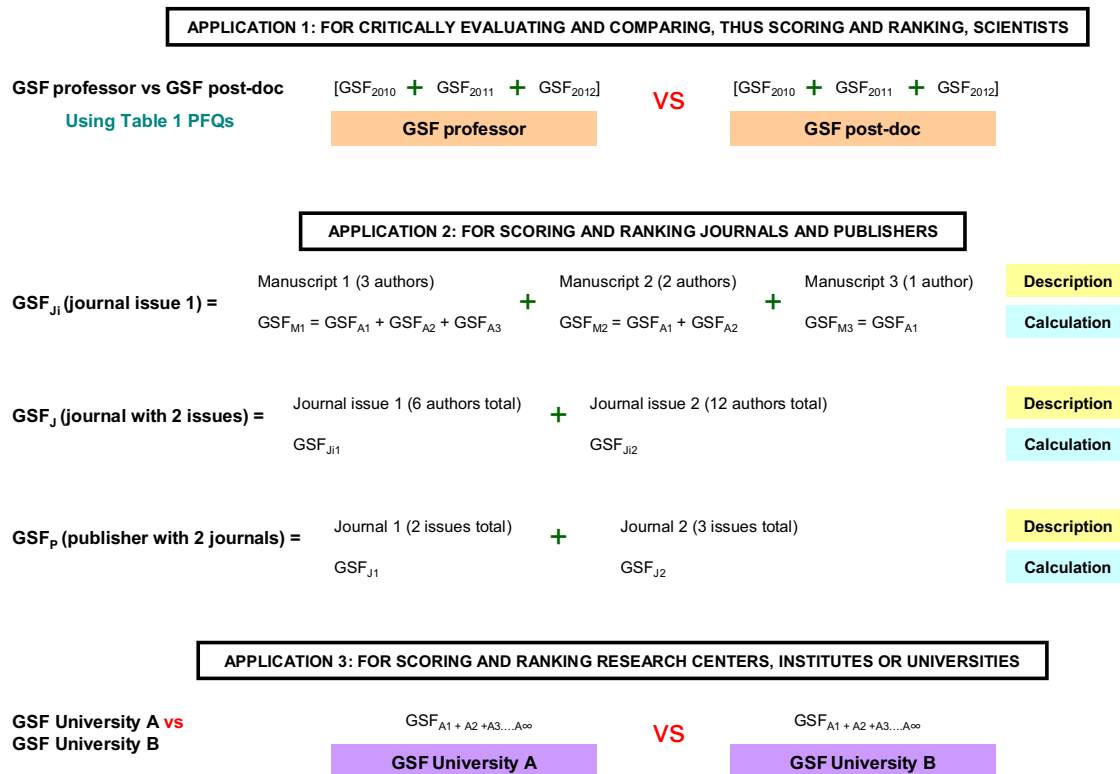 APPLICATION 1: FOR CRITICALLY EVALUATING AND COMPARING, THUS SCORING AND RANKING, SCIENTISTS
GSF professor vs GSF post-doc
Using Table 1 PFQs
[GSF2010 + GSF2011 + GSF2012] vs [GSF2010 + GSF2011 + GSF2012]
GSF professor
GSF post-doc
APPLICATION 2: FOR SCORING AND RANKING JOURNALS AND PUBLISHERS
GSFJi (journal issue 1) =
Manuscript 1 (3 authors) + Manuscript 2 (2 authors) + Manuscript 3 (1 author)
Description
GSFM1 = GSFA1 + GSFA2 + GSFA3
GSFM2 = GSFA1 + GSFA2
GSFM3 = GSFA1
Calculation
GSFJ (journal with 2 issues) =
Journal issue 1 (6 authors total) + Journal issue 2 (12 authors total)
Description
GSFJi1
GSFJi2
Calculation
GSFP (publisher with 2 journals) =
Journal 1 (2 issues total) + Journal 2 (3 issues total)
Description
GSFJ1
GSFJ2
Calculation
APPLICATION 3: FOR SCORING AND RANKING RESEARCH CENTERS, INSTITUTES OR UNIVERSITIES
GSF University A vs
GSF University B
GSFA1 + A2 +A3....A∞ vs GSFA1 + A2 +A3....A∞
GSF University A
GSF University B